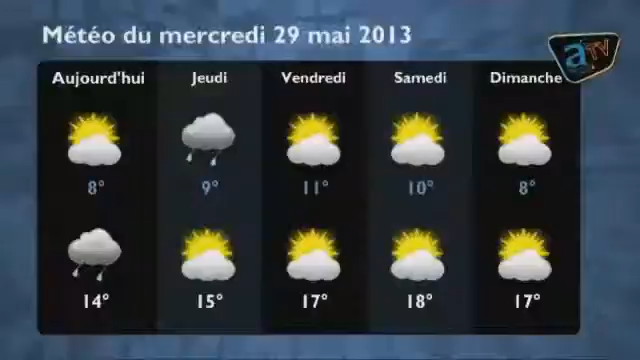 Météo du mercredi 29 mai 2013
aTV
Aujourd'hui Jeudi Vendredi Samedi Dimanche
8° 9° 11° 10° 8°
14° 15° 17° 18° 17°